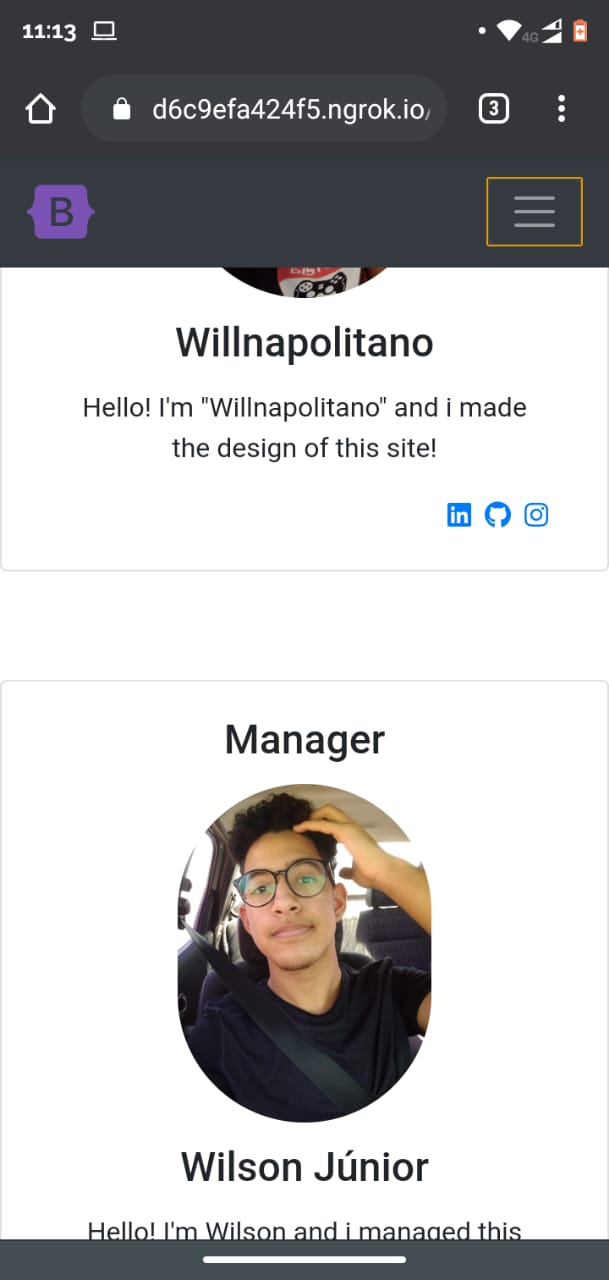 11:13
4G
d6c9efa424f5.ngrok.io/
3
B
Willnapolitano
Hello! I'm "Willnapolitano" and i made
the design of this site!
in
Manager
Wilson Júnior
Hello! I'm Wilson and i managed this